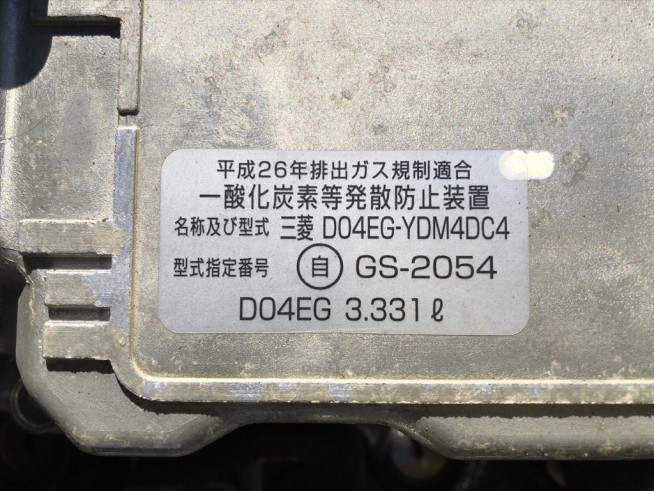 平成26年排出ガス規制適合
一酸化炭素等発散防止装置
名称及び型式 三菱 D04EG-YDM4DC4
型式指定番号 自 GS-2054
D04EG 3.331ℓ